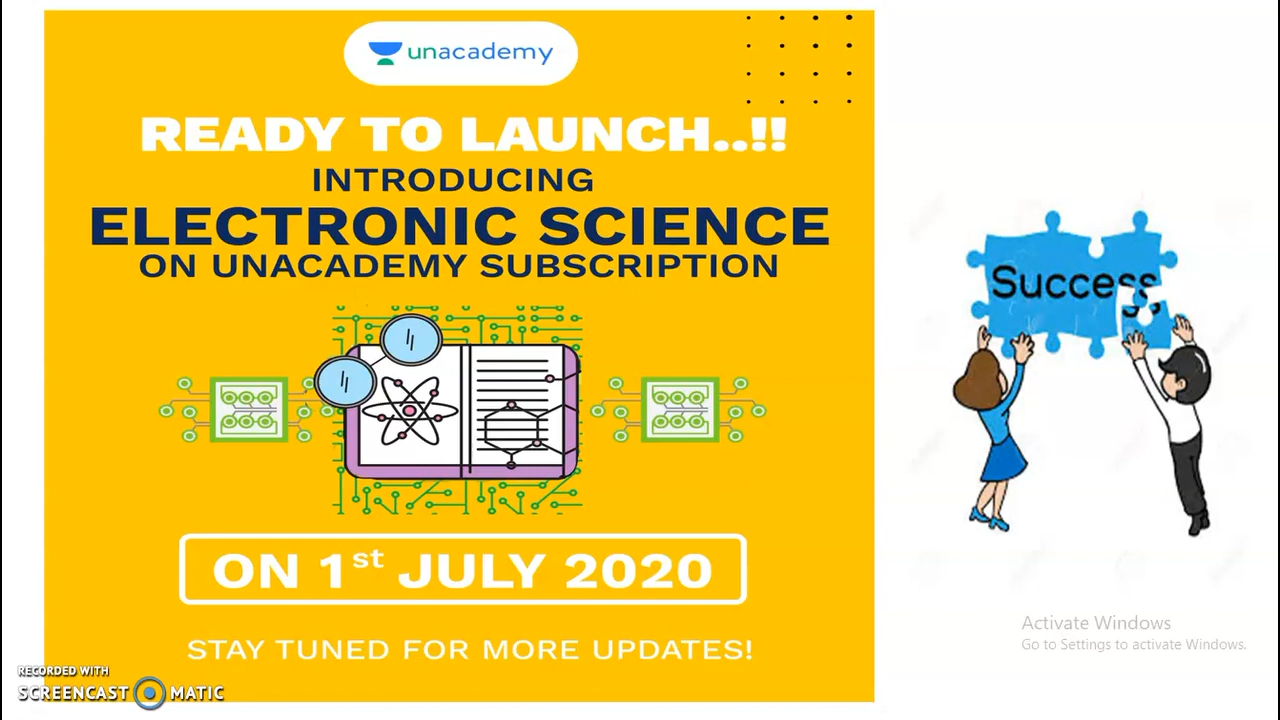 unacademy
READY TO LAUNCH..!!
INTRODUCING
ELECTRONIC SCIENCE
ON UNACADEMY SUBSCRIPTION
ON 1st JULY 2020
STAY TUNED FOR MORE UPDATES!
Success
Activate Windows
Go to Settings to activate Windows.
RECORDED WITH
SCREENCAST MATIC